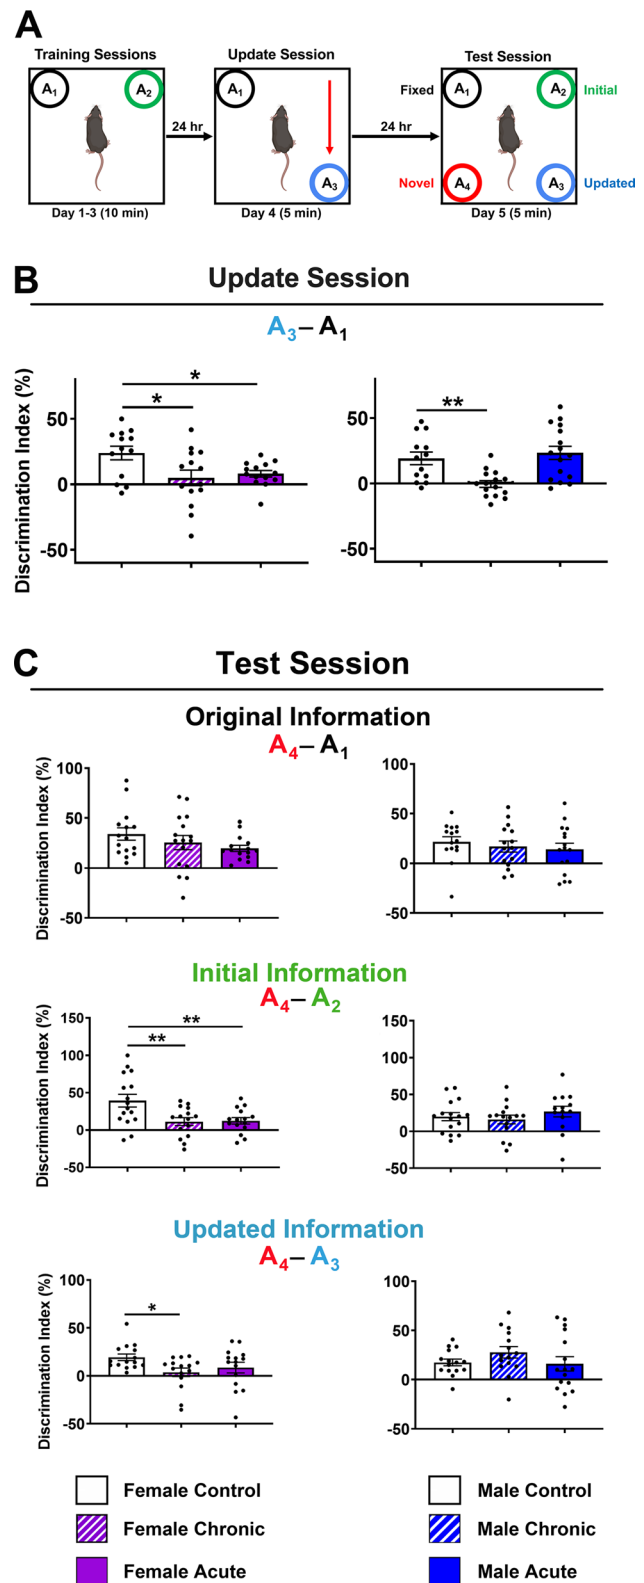 A
Training Sessions
Update Session
Test Session
A1
A2
24 hr
A1
A3
24 hr
Fixed
A1
A2
Initial
Novel
A4
A3
Updated
Day 1-3 (10 min)
Day 4 (5 min)
Day 5 (5 min)
B
Update Session
A3– A1
Discrimination Index (%)
50
0
-50
*
*
50
0
-50
**
C
Test Session
Original Information
A4– A1
Discrimination Index (%)
100
50
0
-50
100
50
0
-50
Initial Information
A4– A2
Discrimination Index (%)
150
100
50
0
-50
**
**
150
100
50
0
-50
Updated Information
A4– A3
Discrimination Index (%)
100
50
0
-50
*
100
50
0
-50
Female Control
Male Control
Female Chronic
Male Chronic
Female Acute
Male Acute